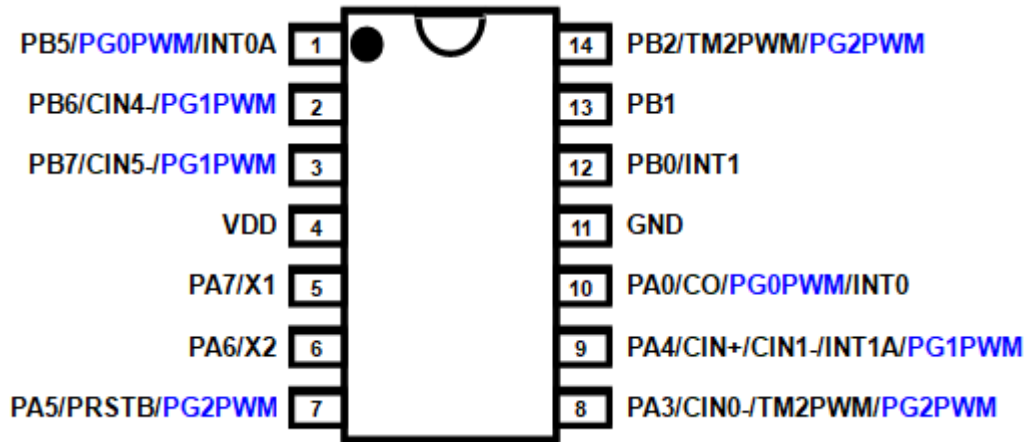 PB5/PG0PWM/INT0A 1 14 PB2/TM2PWM/PG2PWM
PB6/CIN4-/PG1PWM 2 13 PB1
PB7/CIN5-/PG1PWM 3 12 PB0/INT1
VDD 4 11 GND
PA7/X1 5 10 PA0/CO/PG0PWM/INT0
PA6/X2 6 9 PA4/CIN+/CIN1-/INT1A/PG1PWM
PA5/PRSTB/PG2PWM 7 8 PA3/CIN0-/TM2PWM/PG2PWM